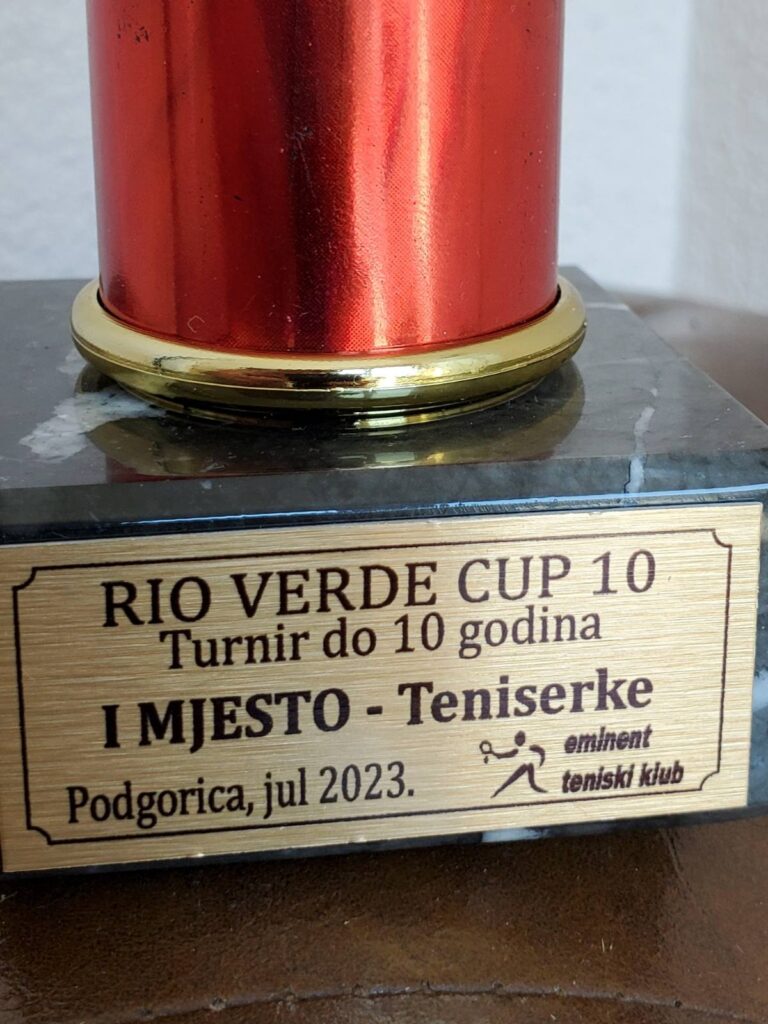 RIO VERDE CUP 10
Turnir do 10 godina
I MJESTO - Teniserke
Podgorica, jul 2023.
eminent
teniski klub